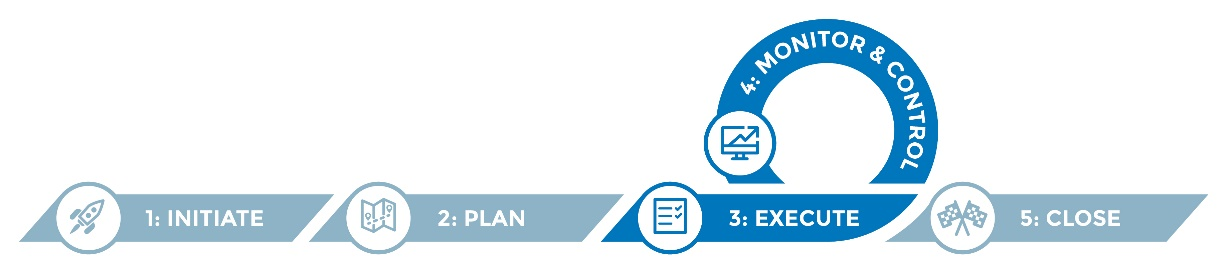 4: MONITOR & CONTROL
1: INITIATE
2: PLAN
3: EXECUTE
5: CLOSE